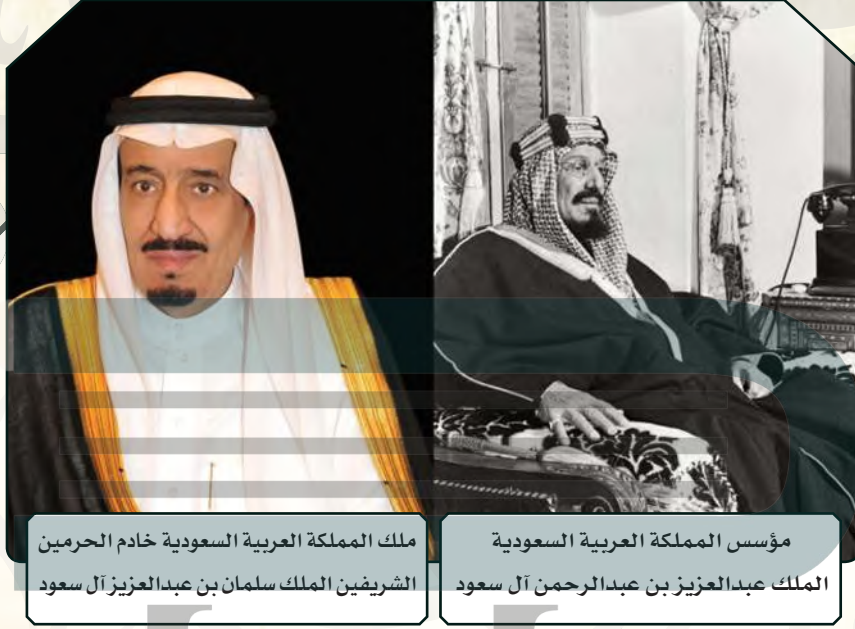 مؤسس المملكة العربية السعودية
الملك عبدالعزيز بن عبدالرحمن آل سعود
ملك المملكة العربية السعودية خادم الحرمين
الشريفين الملك سلمان بن عبدالعزيز آل سعود